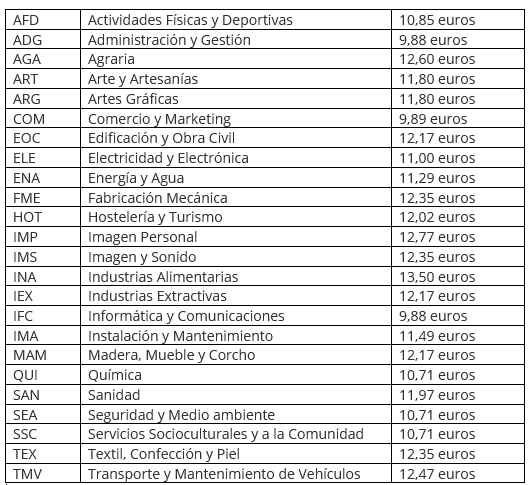 AFD Actividades Físicas y Deportivas 10,85 euros
ADG Administración y Gestión 9,88 euros
AGA Agraria 12,60 euros
ART Arte y Artesanías 11,80 euros
ARG Artes Gráficas 11,80 euros
COM Comercio y Marketing 9,89 euros
EOC Edificación y Obra Civil 12,17 euros
ELE Electricidad y Electrónica 11,00 euros
ENA Energía y Agua 11,29 euros
FME Fabricación Mecánica 12,35 euros
HOT Hostelería y Turismo 12,02 euros
IMP Imagen Personal 12,77 euros
IMS Imagen y Sonido 12,35 euros
INA Industrias Alimentarias 13,50 euros
IEX Industrias Extractivas 12,17 euros
IFC Informática y Comunicaciones 9,88 euros
IMA Instalación y Mantenimiento 11,49 euros
MAM Madera, Mueble y Corcho 12,17 euros
QUI Química 10,71 euros
SAN Sanidad 11,97 euros
SEA Seguridad y Medio ambiente 10,71 euros
SSC Servicios Socioculturales y a la Comunidad 10,71 euros
TEX Textil, Confección y Piel 12,35 euros
TMV Transporte y Mantenimiento de Vehículos 12,47 euros